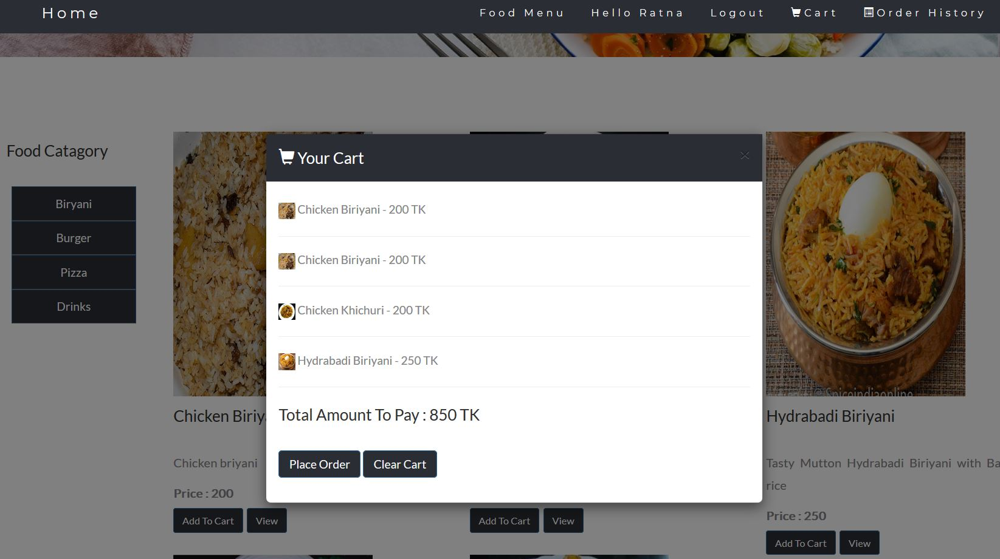 Home
Food Menu
Hello Ratna
Logout
Cart
Order History
Food Catagory
Biryani
Burger
Pizza
Drinks
Your Cart
×
Chicken Biriyani - 200 TK
Chicken Biriyani - 200 TK
Chicken Khichuri - 200 TK
Hydrabadi Biriyani - 250 TK
Total Amount To Pay : 850 TK
Place Order
Clear Cart
Chicken Biriy
Chicken briyani
Price : 200
Add To Cart
View
Add To Cart
View
@Spiceindiaonline
Hydrabadi Biriyani
Tasty Mutton Hydrabadi Biriyani with Ba
rice
Price : 250
Add To Cart
View